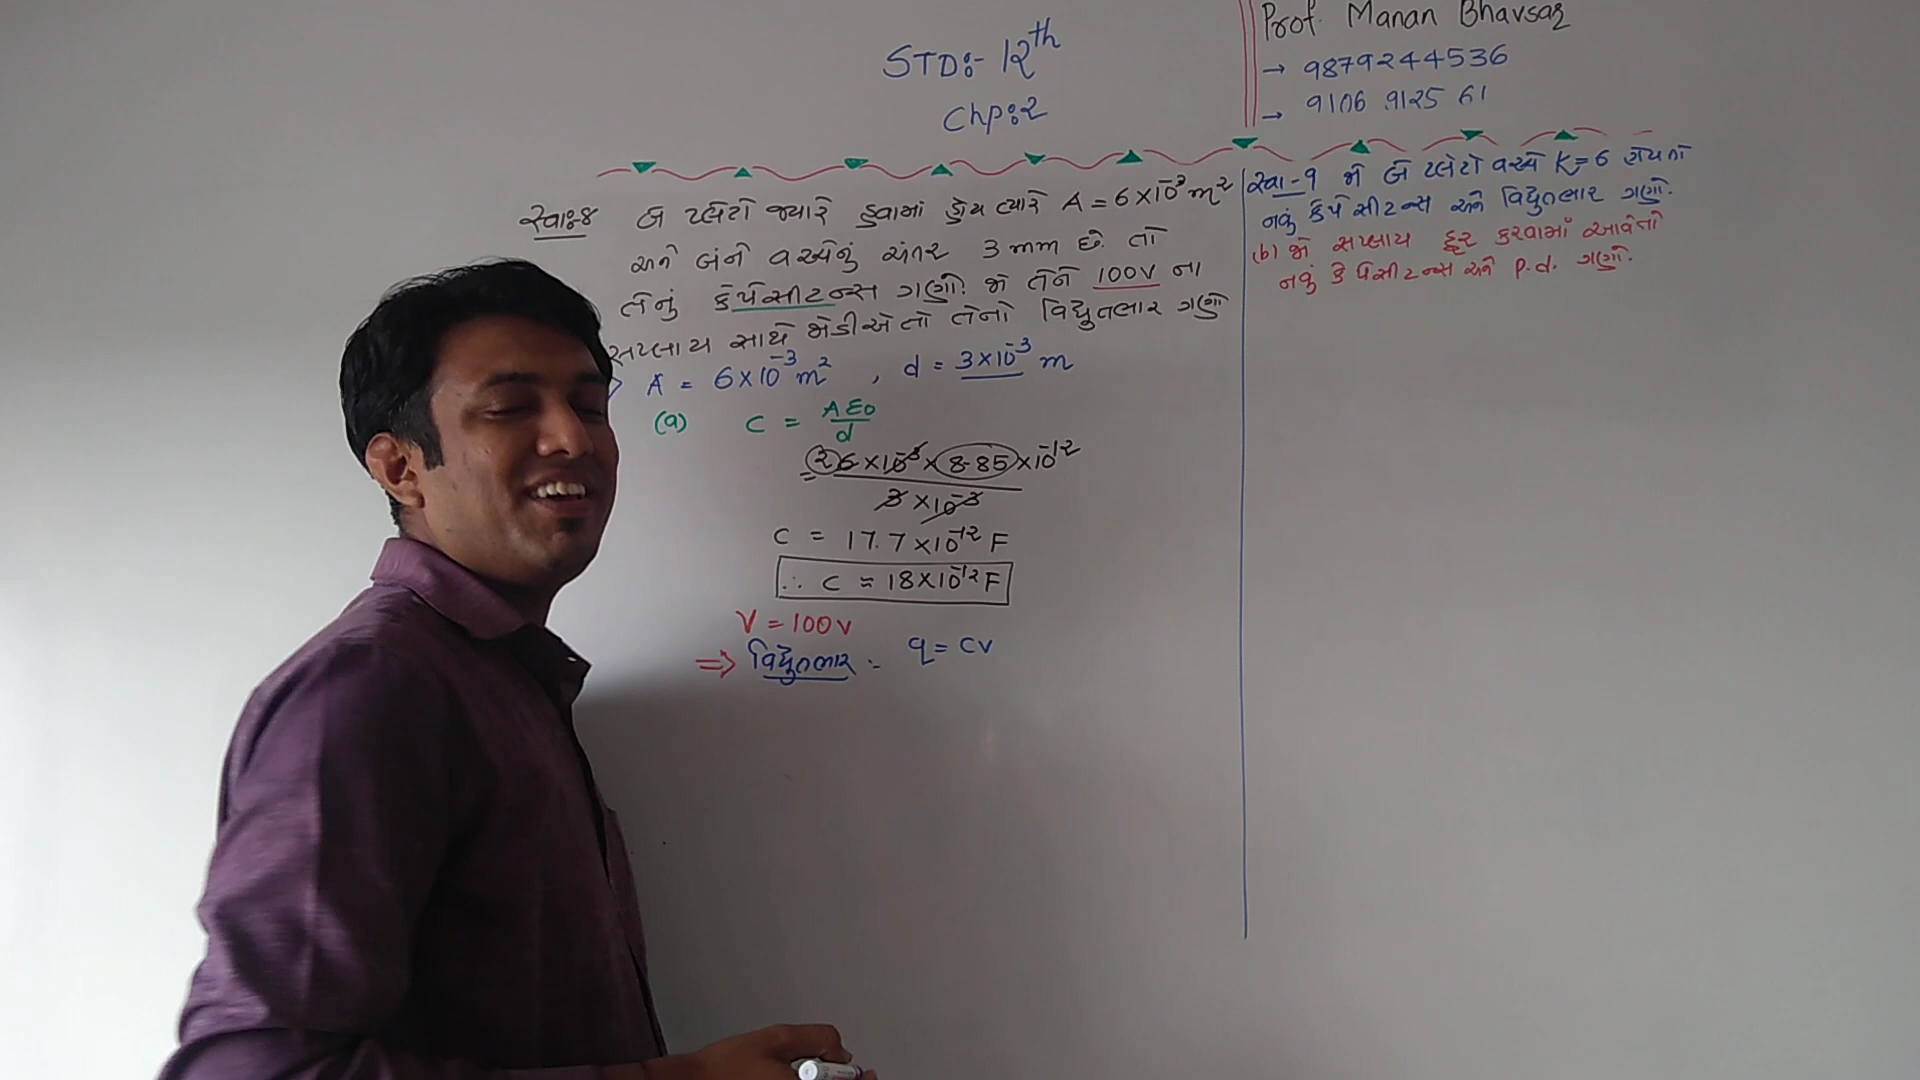 STD:- 12th
Chp:2
Prof. Manan Bhavsar
→ 9879244536
→ 9106 9125 61
સ્વા:૪ બે પ્લેટો જ્યારે હવામાં હોય ત્યારે A = 6×10⁻³ m²
અને બંને વચ્ચેનું અંતર 3 mm છે. તો
તેનું કેપેસીટન્સ ગણો. જો તેને 100V ના
સપ્લાય સાથે જોડીએ તો તેનો વિદ્યુતભાર ગણો
A = 6×10⁻³ m² , d = 3×10⁻³ m
(a) C = Aε₀/d
= 2 6×10⁻³×8.85×10⁻¹² / 3×10⁻³
C = 17.7×10⁻¹² F
∴ C ≈ 18×10⁻¹² F
V = 100V
⇒ વિદ્યુતભાર :- q = CV
સ્વા-૧ જો બે પ્લેટો વચ્ચે K=6 હોય તો
નવું કેપેસીટન્સ અને વિદ્યુતભાર ગણો.
(b) જો સપ્લાય દૂર કરવામાં આવે તો
નવું કેપેસીટન્સ અને P.d. ગણો.